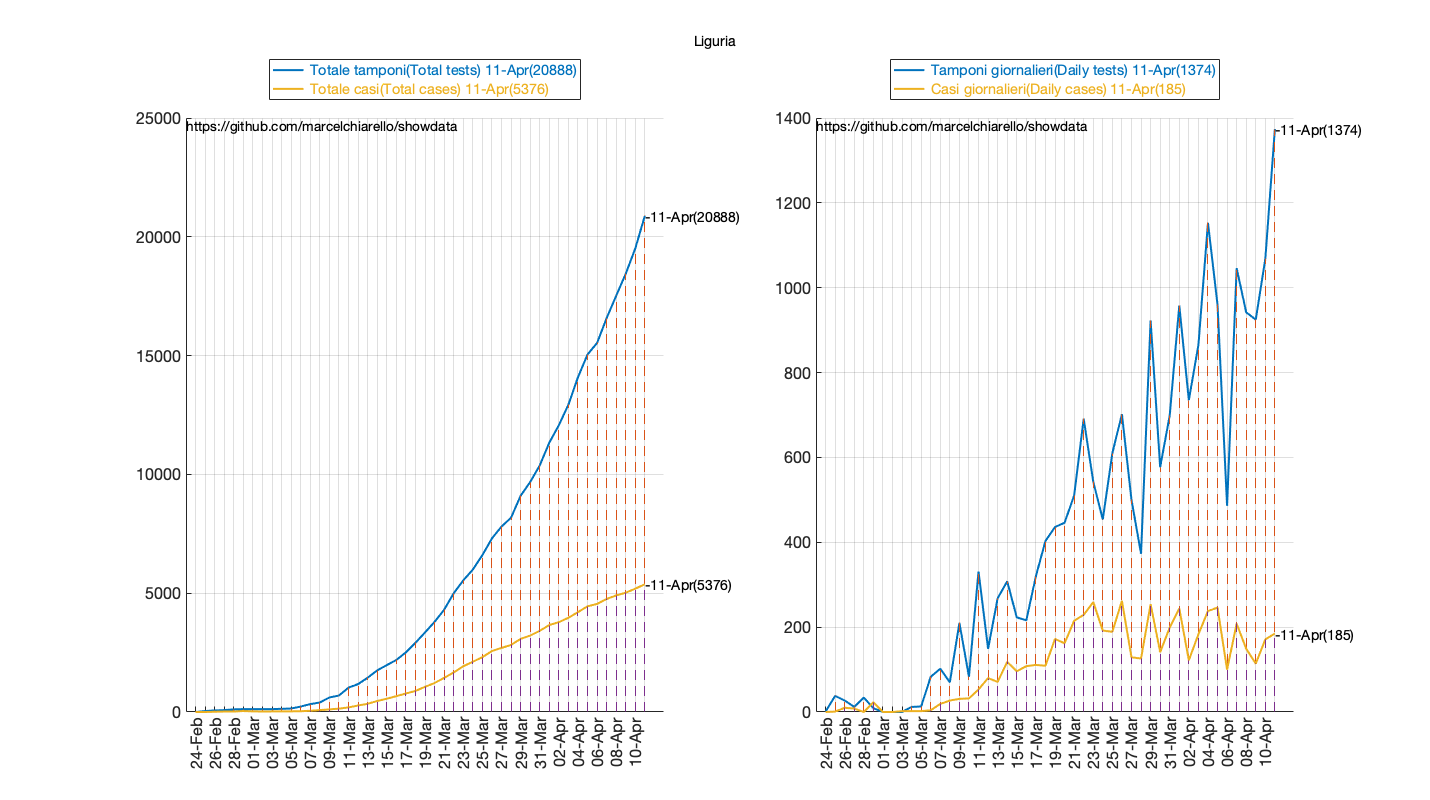 Liguria
Totale tamponi(Total tests) 11-Apr(20888)
Totale casi(Total cases) 11-Apr(5376)
25000
20000
15000
10000
5000
0
https://github.com/marcelchiarello/showdata
11-Apr(20888)
11-Apr(5376)
24-Feb
26-Feb
28-Feb
01-Mar
03-Mar
05-Mar
07-Mar
09-Mar
11-Mar
13-Mar
15-Mar
17-Mar
19-Mar
21-Mar
23-Mar
25-Mar
27-Mar
29-Mar
31-Mar
02-Apr
04-Apr
06-Apr
08-Apr
10-Apr
Tamponi giornalieri(Daily tests) 11-Apr(1374)
Casi giornalieri(Daily cases) 11-Apr(185)
1400
1200
1000
800
600
400
200
0
https://github.com/marcelchiarello/showdata
11-Apr(1374)
11-Apr(185)
24-Feb
26-Feb
28-Feb
01-Mar
03-Mar
05-Mar
07-Mar
09-Mar
11-Mar
13-Mar
15-Mar
17-Mar
19-Mar
21-Mar
23-Mar
25-Mar
27-Mar
29-Mar
31-Mar
02-Apr
04-Apr
06-Apr
08-Apr
10-Apr